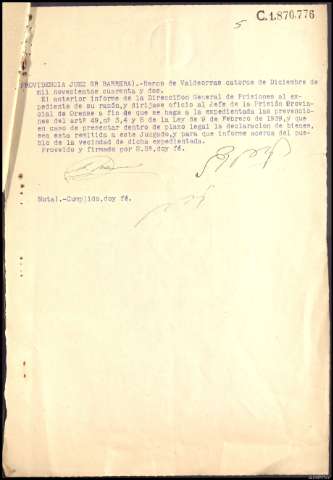 5
C.1.876.776
PROVIDENCIA JUEZ SR BARRERA).-Barco de Valdeorras catorce de Diciembre de
mil novecientos cuarenta y dos.
El anterior informe de la Dirección General de Prisiones al ex-
pediente de su razón,y dirijase oficio al Jefe de la Prisión Provin-
cial de Orense a fin de que se haga a la expedientada las prevencio-
nes del artº 49,nº 3,4 y 5 de la Ley de 9 de Febrero de 1939,y que
en caso de presentar dentro de plazo legal la declaracion de bienes,
sea esta remitida a este Juzgado,y para que informe acerca del pue-
blo de la vecindad de dicha expedientada.
Proveido y firmado por S.Sª,doy fé.
Nota).-Cumplido,doy fé.